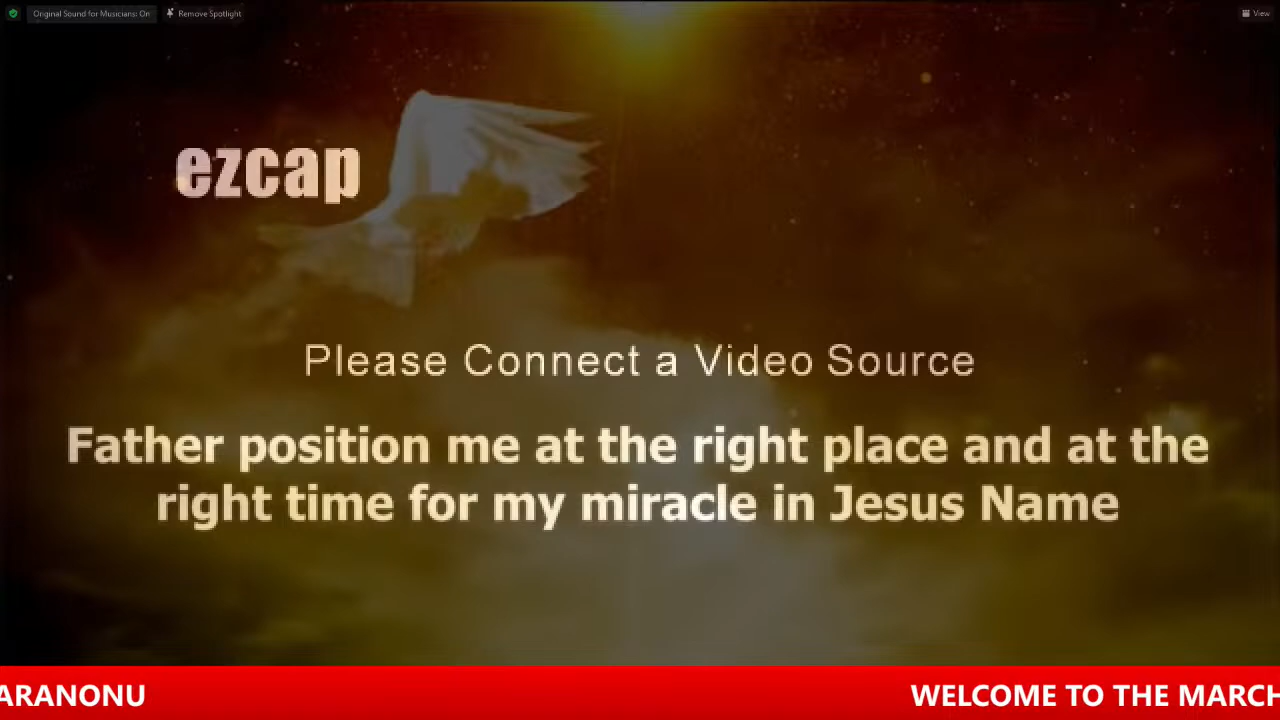 Original Sound for Musicians: On
Remove Spotlight
View
ezcap
Please Connect a Video Source
Father position me at the right place and at the
right time for my miracle in Jesus Name
ARANONU
WELCOME TO THE MARCH